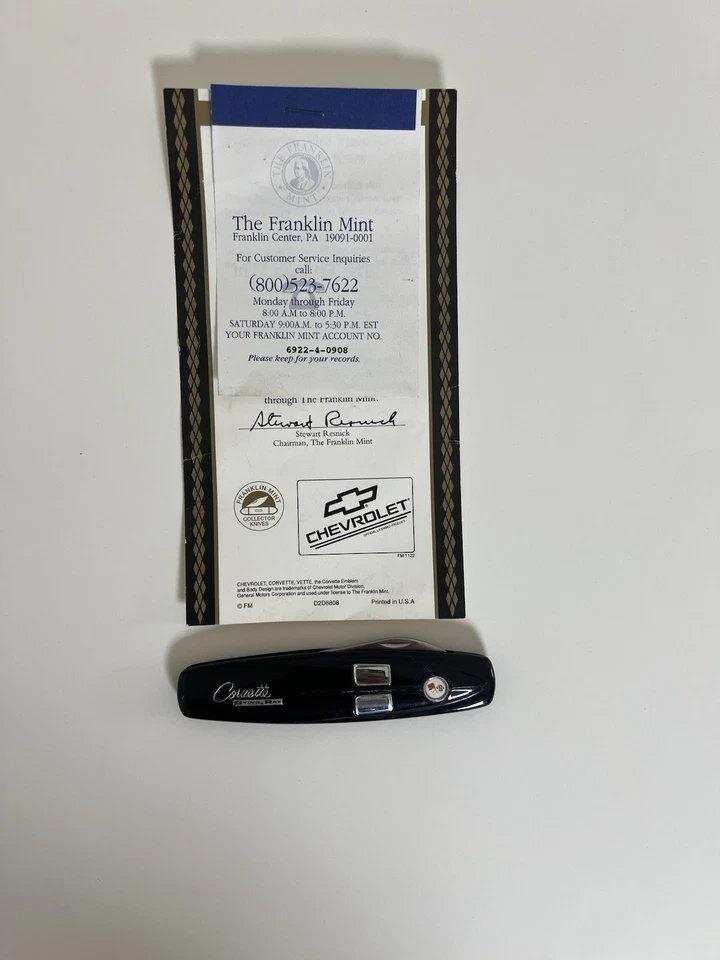 THE FRANKLIN MINT
The Franklin Mint
Franklin Center, PA 19091-0001
For Customer Service Inquiries
call:
(800)523-7622
Monday through Friday
8:00 A.M to 8:00 P.M.
SATURDAY 9:00A.M. to 5:30 P.M. EST
YOUR FRANKLIN MINT ACCOUNT NO.
6922-4-0908
Please keep for your records.
through The Franklin Mint.
Stewart Resnick
Stewart Resnick
Chairman, The Franklin Mint
FRANKLIN MINT
COLLECTOR
KNIVES
CHEVROLET
OFFICIAL LICENSED PRODUCT
FM 1122
CHEVROLET, CORVETTE, VETTE, the Corvette Emblem
and Body Design are trademarks of Chevrolet Motor Division,
General Motors Corporation and used under license to The Franklin Mint.
© FM D2D6808 Printed in U.S.A
Corvette
STING RAY